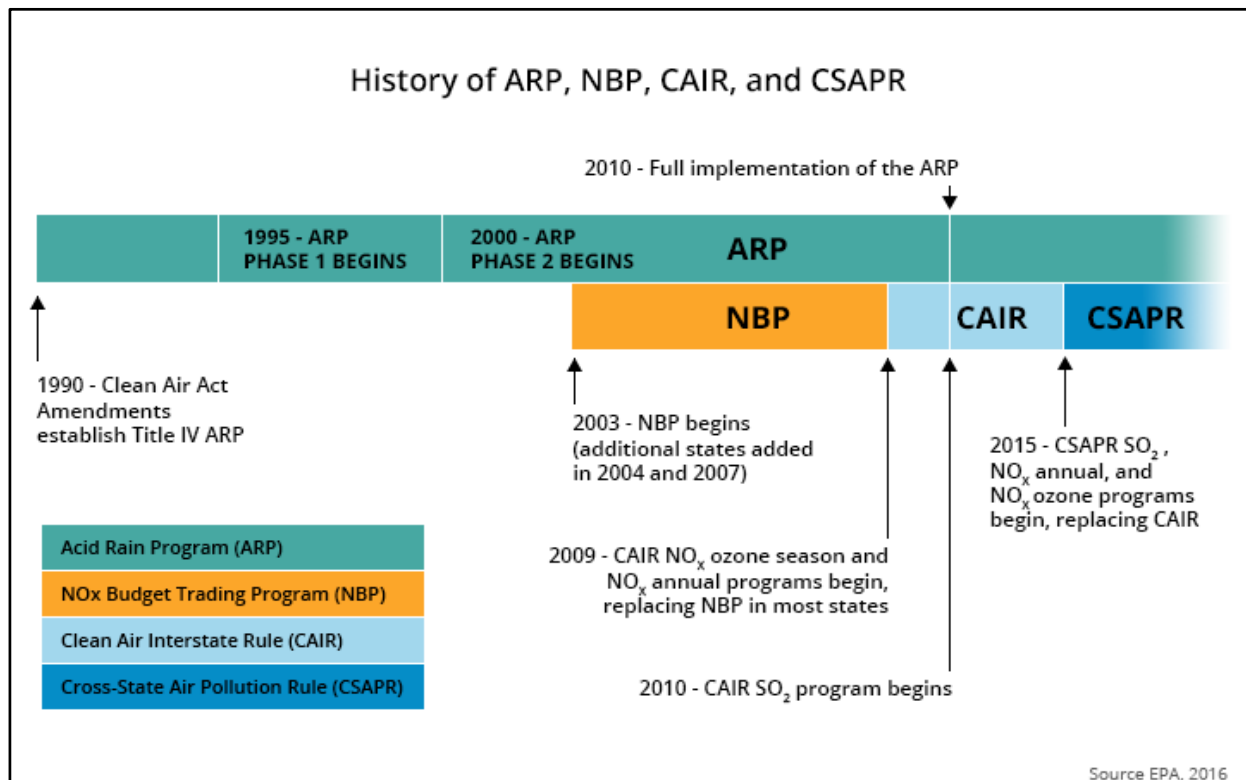 History of ARP, NBP, CAIR, and CSAPR
2010 - Full implementation of the ARP
1995 - ARP
PHASE 1 BEGINS
2000 - ARP
PHASE 2 BEGINS
ARP
NBP
CAIR
CSAPR
1990 - Clean Air Act
Amendments
establish Title IV ARP
2003 - NBP begins
(additional states added
in 2004 and 2007)
2015 - CSAPR SO₂ ,
NOₓ annual, and
NOₓ ozone programs
begin, replacing CAIR
2009 - CAIR NOₓ ozone season and
NOₓ annual programs begin,
replacing NBP in most states
2010 - CAIR SO₂ program begins
Acid Rain Program (ARP)
NOx Budget Trading Program (NBP)
Clean Air Interstate Rule (CAIR)
Cross-State Air Pollution Rule (CSAPR)
Source EPA, 2016